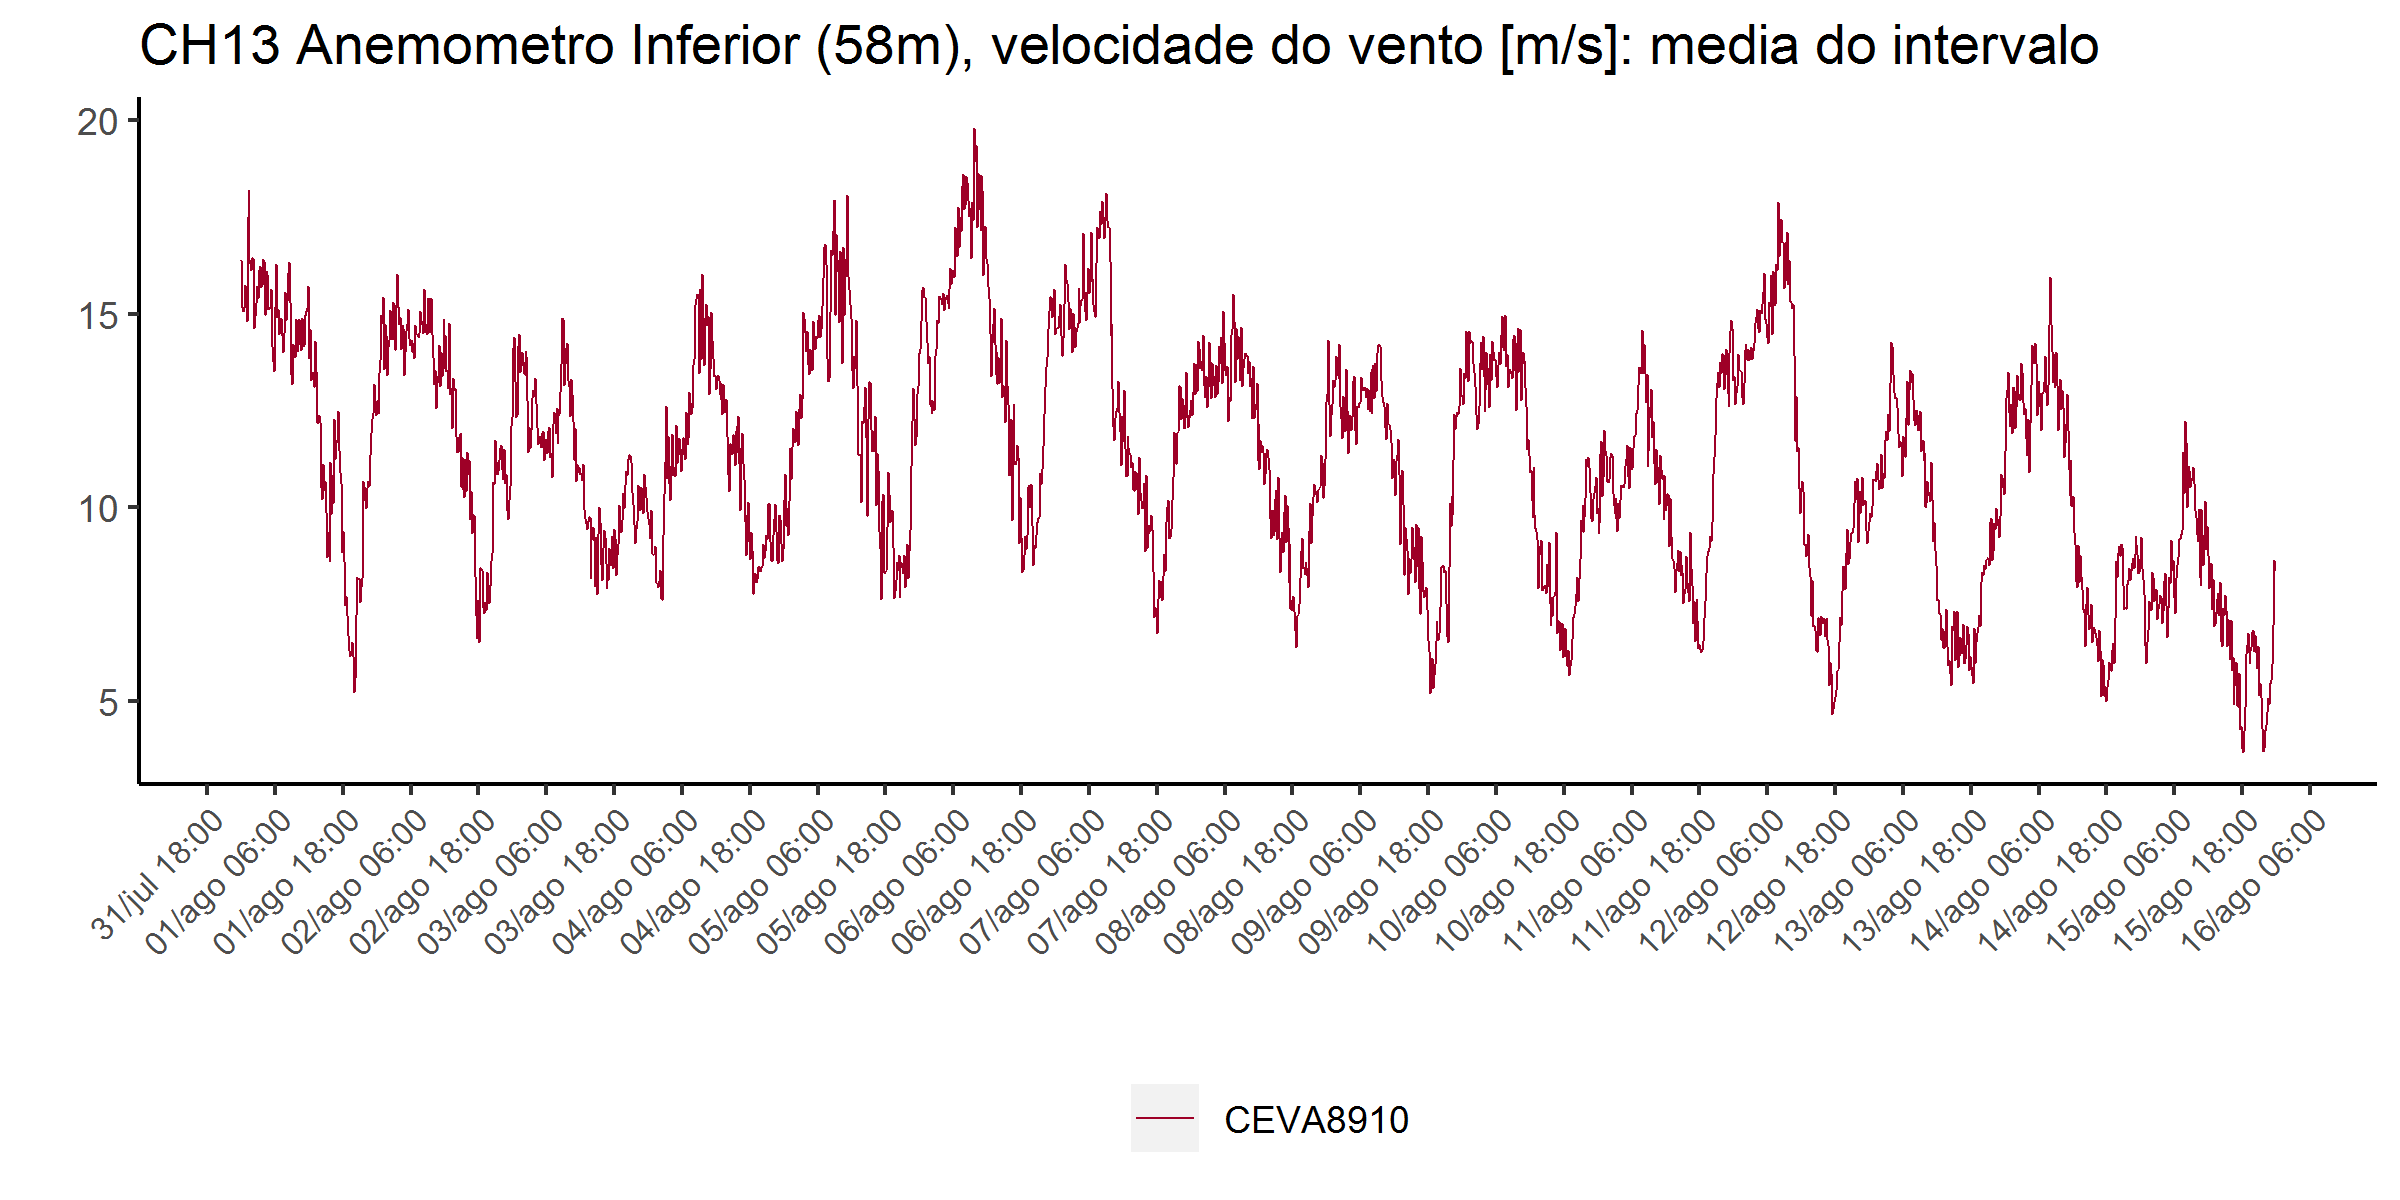 CH13 Anemometro Inferior (58m), velocidade do vento [m/s]: media do intervalo
20
15
10
5
31/jul 18:00
01/ago 06:00
01/ago 18:00
02/ago 06:00
02/ago 18:00
03/ago 06:00
03/ago 18:00
04/ago 06:00
04/ago 18:00
05/ago 06:00
05/ago 18:00
06/ago 06:00
06/ago 18:00
07/ago 06:00
07/ago 18:00
08/ago 06:00
08/ago 18:00
09/ago 06:00
09/ago 18:00
10/ago 06:00
10/ago 18:00
11/ago 06:00
11/ago 18:00
12/ago 06:00
12/ago 18:00
13/ago 06:00
13/ago 18:00
14/ago 06:00
14/ago 18:00
15/ago 06:00
15/ago 18:00
16/ago 06:00
CEVA8910